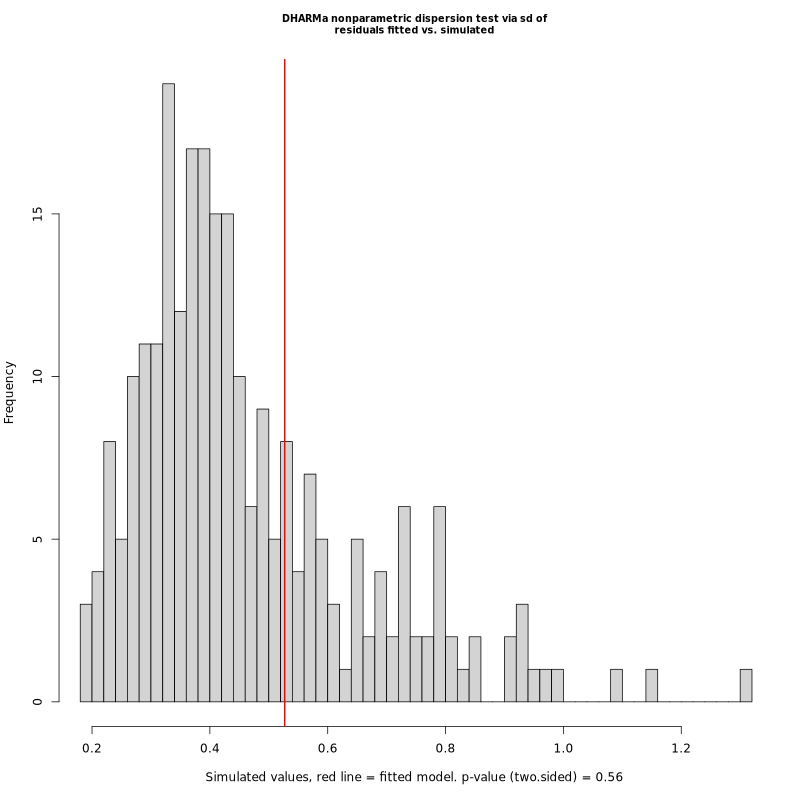 DHARMa nonparametric dispersion test via sd of
residuals fitted vs. simulated
Frequency
15
10
5
0
0.2 0.4 0.6 0.8 1.0 1.2
Simulated values, red line = fitted model. p-value (two.sided) = 0.56